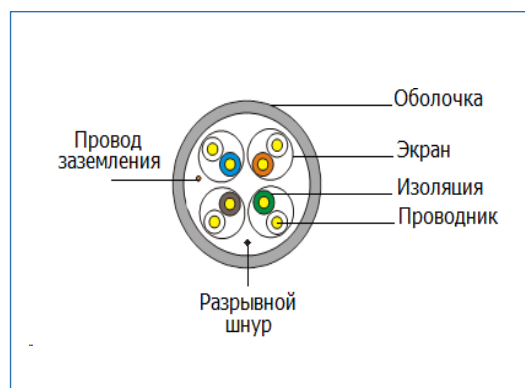 Оболочка
Провод
заземления
Экран
Изоляция
Проводник
Разрывной
шнур